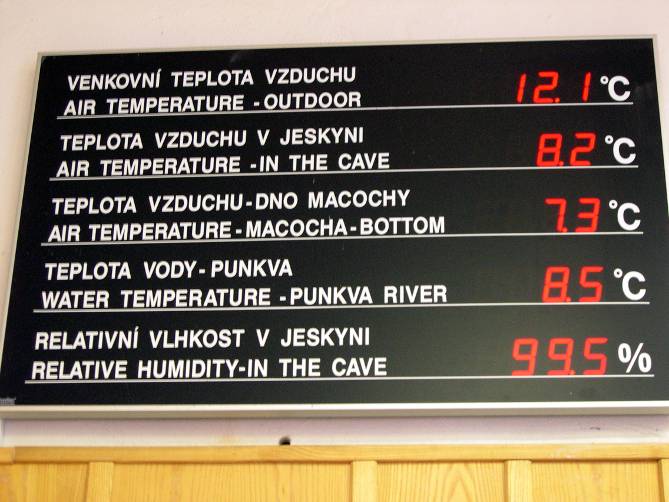 VENKOVNÍ TEPLOTA VZDUCHU
AIR TEMPERATURE - OUTDOOR 12.1 °C
TEPLOTA VZDUCHU V JESKYNI
AIR TEMPERATURE - IN THE CAVE 8.2 °C
TEPLOTA VZDUCHU - DNO MACOCHY
AIR TEMPERATURE - MACOCHA - BOTTOM 7.3 °C
TEPLOTA VODY - PUNKVA
WATER TEMPERATURE - PUNKVA RIVER 8.5 °C
RELATIVNÍ VLHKOST V JESKYNI
RELATIVE HUMIDITY-IN THE CAVE 99.5 %